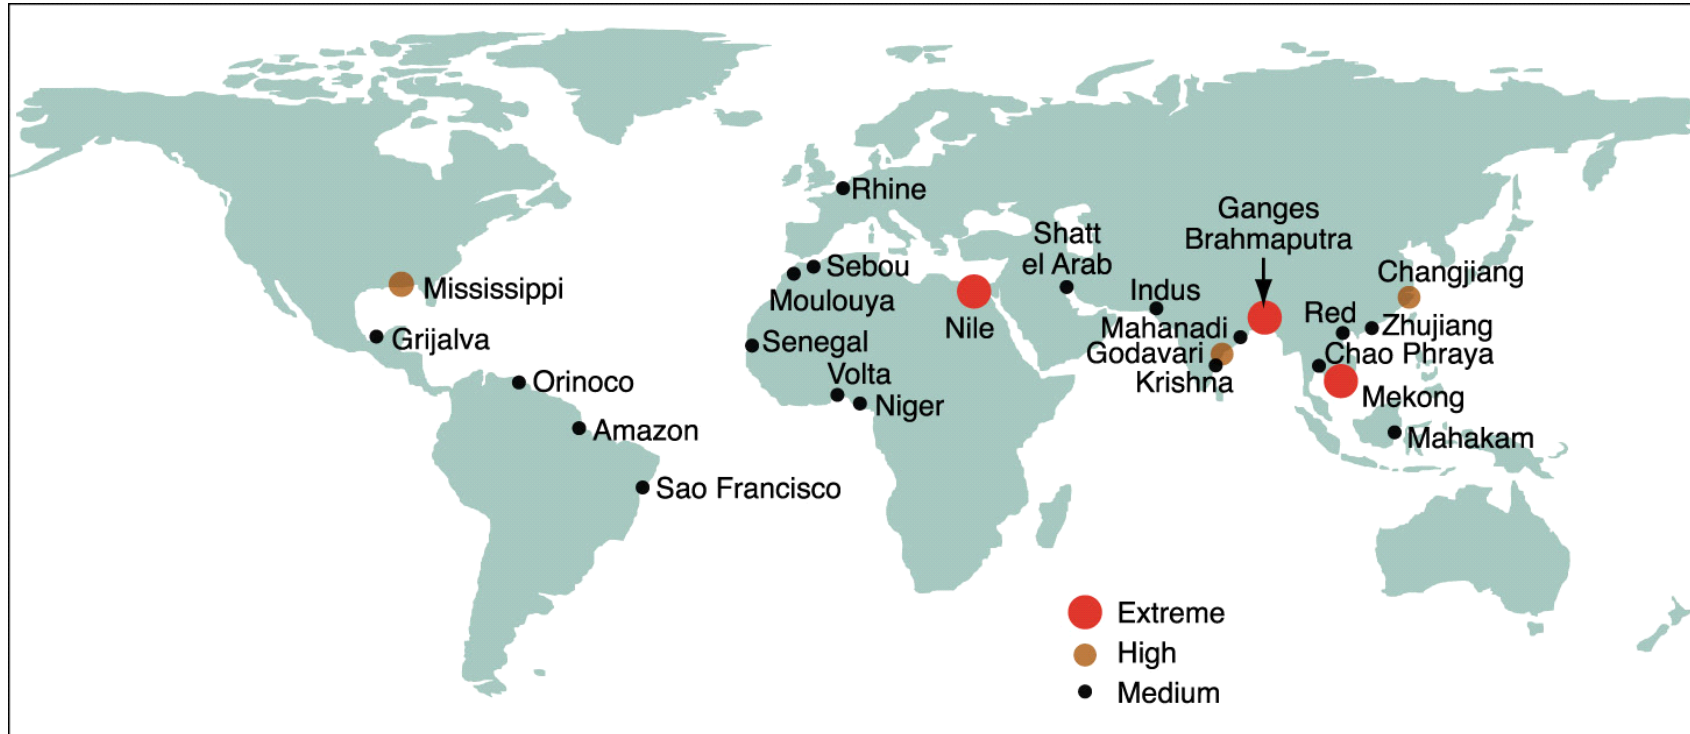 Rhine
Ganges
Brahmaputra
Shatt
el Arab
Sebou
Changjiang
Mississippi
Moulouya
Indus
Nile
Red
Mahanadi
Zhujiang
Grijalva
Senegal
Godavari
Chao Phraya
Volta
Krishna
Orinoco
Niger
Mekong
Amazon
Mahakam
Sao Francisco
Extreme
High
Medium